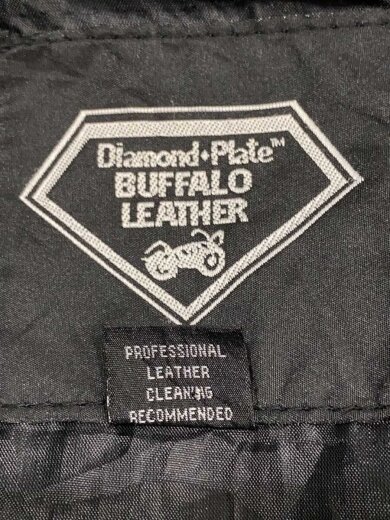 Diamond+Plate™
BUFFALO
LEATHER
PROFESSIONAL
LEATHER
CLEANING
RECOMMENDED